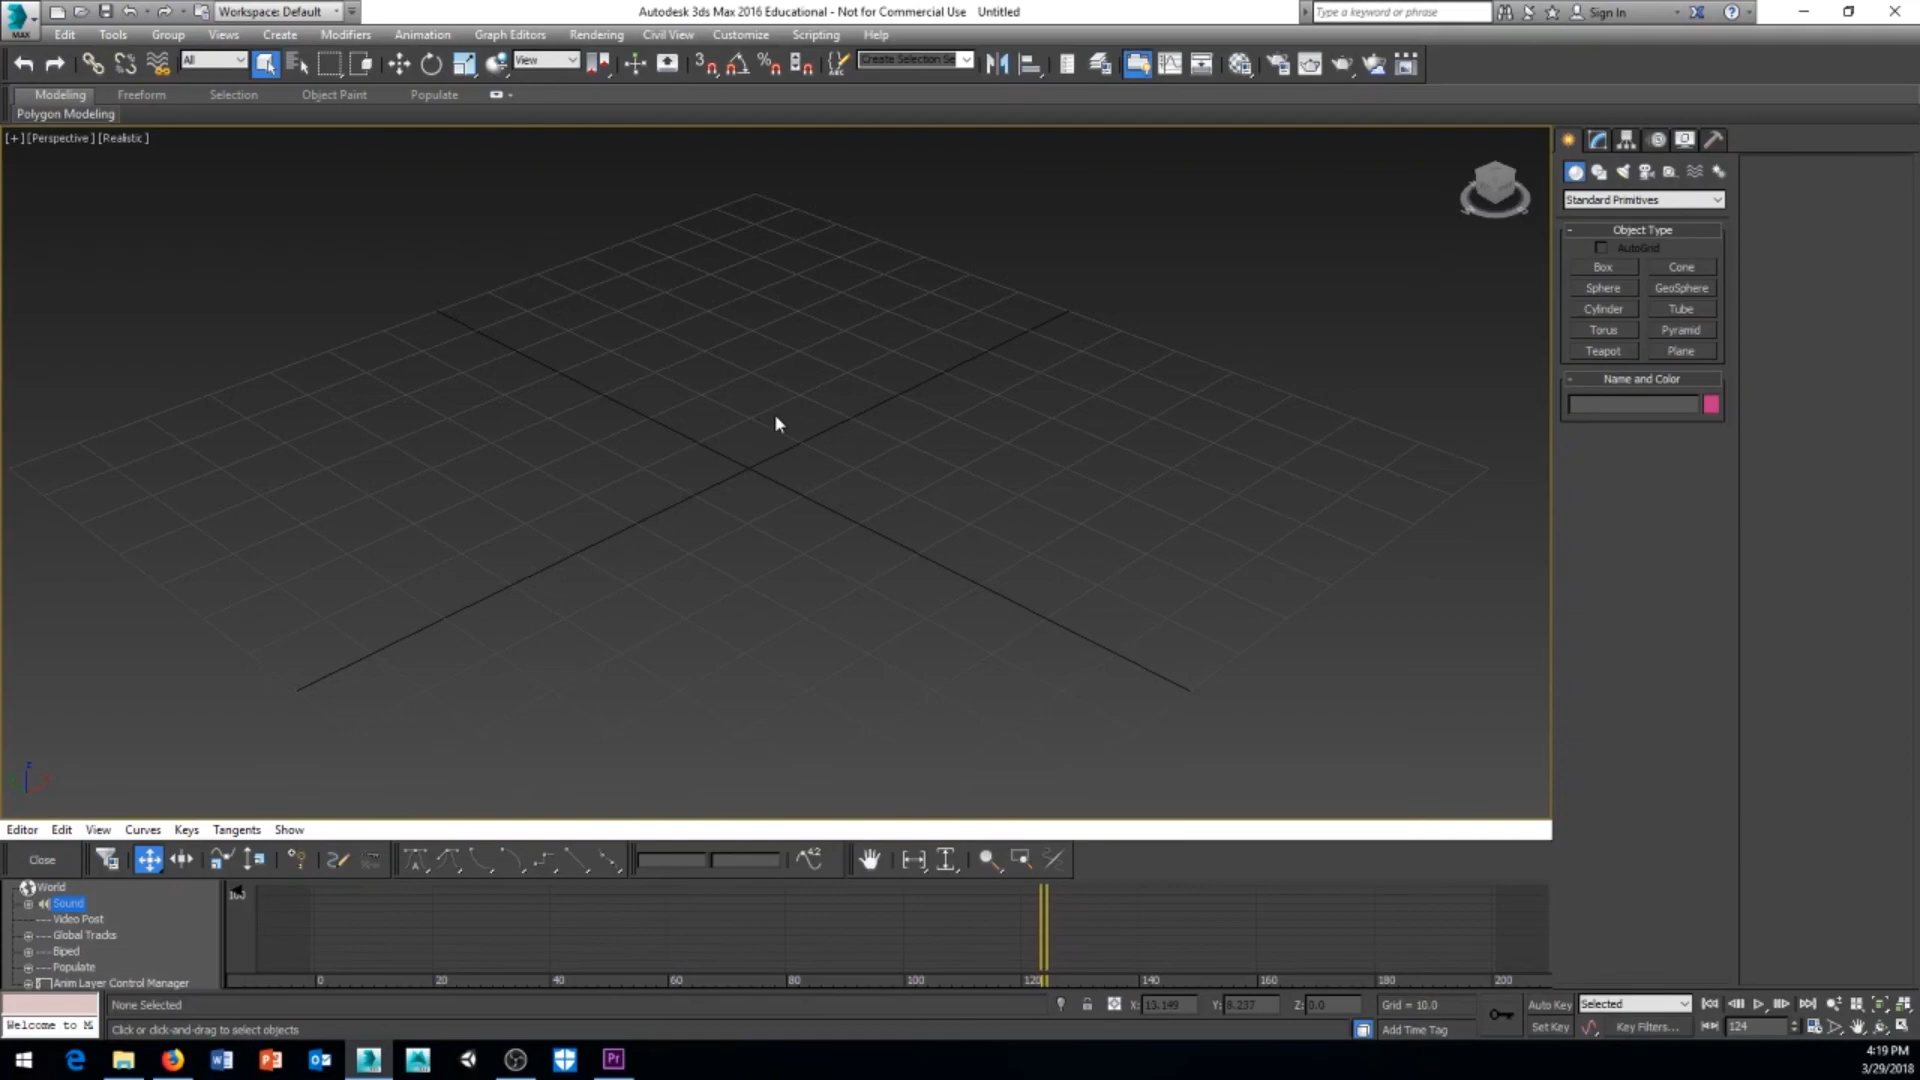 Workspace: Default
Autodesk 3ds Max 2016 Educational - Not for Commercial Use Untitled
Type a keyword or phrase
Sign In
MAX
Edit Tools Group Views Create Modifiers Animation Graph Editors Rendering Civil View Customize Scripting Help
All
View
3
Create Selection Se
Modeling Freeform Selection Object Paint Populate
Polygon Modeling
[+] [Perspective] [Realistic]
Standard Primitives
- Object Type
AutoGrid
Box Cone
Sphere GeoSphere
Cylinder Tube
Torus Pyramid
Teapot Plane
- Name and Color
z
Editor Edit View Curves Keys Tangents Show
Close
World
Sound
Video Post
Global Tracks
Biped
Populate
Anim Layer Control Manager
0 20 40 60 80 100 120 140 160 180 200
None Selected
X: 13.149 Y: 8.237 Z: 0.0 Grid = 10.0
Auto Key Selected
Welcome to M
Click or click-and-drag to select objects
Add Time Tag
Set Key Key Filters... 124
4:19 PM
3/29/2018